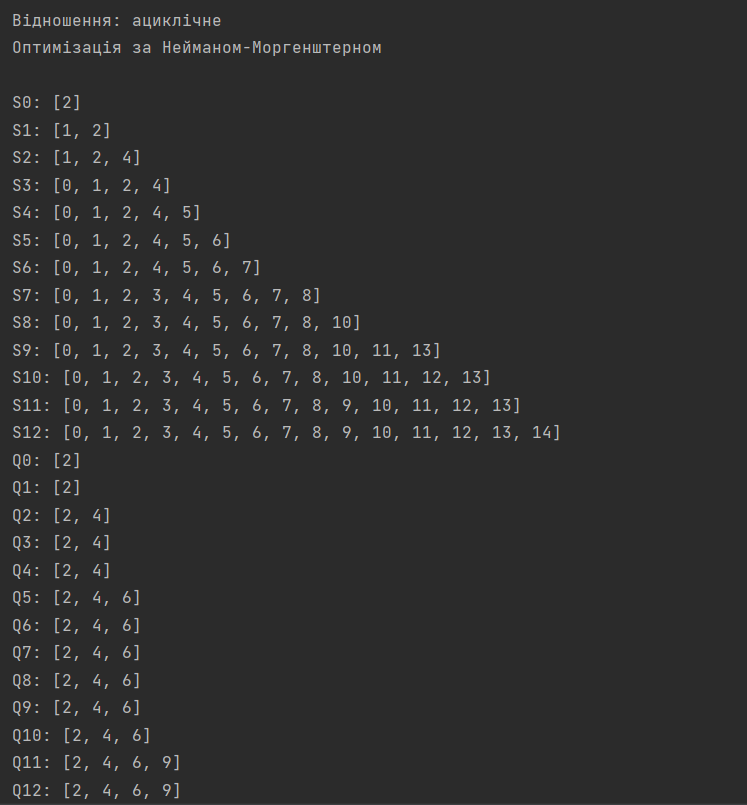 Відношення: ациклічне
Оптимізація за Нейманом-Моргенштерном
S0: [2]
S1: [1, 2]
S2: [1, 2, 4]
S3: [0, 1, 2, 4]
S4: [0, 1, 2, 4, 5]
S5: [0, 1, 2, 4, 5, 6]
S6: [0, 1, 2, 4, 5, 6, 7]
S7: [0, 1, 2, 3, 4, 5, 6, 7, 8]
S8: [0, 1, 2, 3, 4, 5, 6, 7, 8, 10]
S9: [0, 1, 2, 3, 4, 5, 6, 7, 8, 10, 11, 13]
S10: [0, 1, 2, 3, 4, 5, 6, 7, 8, 10, 11, 12, 13]
S11: [0, 1, 2, 3, 4, 5, 6, 7, 8, 9, 10, 11, 12, 13]
S12: [0, 1, 2, 3, 4, 5, 6, 7, 8, 9, 10, 11, 12, 13, 14]
Q0: [2]
Q1: [2]
Q2: [2, 4]
Q3: [2, 4]
Q4: [2, 4]
Q5: [2, 4, 6]
Q6: [2, 4, 6]
Q7: [2, 4, 6]
Q8: [2, 4, 6]
Q9: [2, 4, 6]
Q10: [2, 4, 6]
Q11: [2, 4, 6, 9]
Q12: [2, 4, 6, 9]